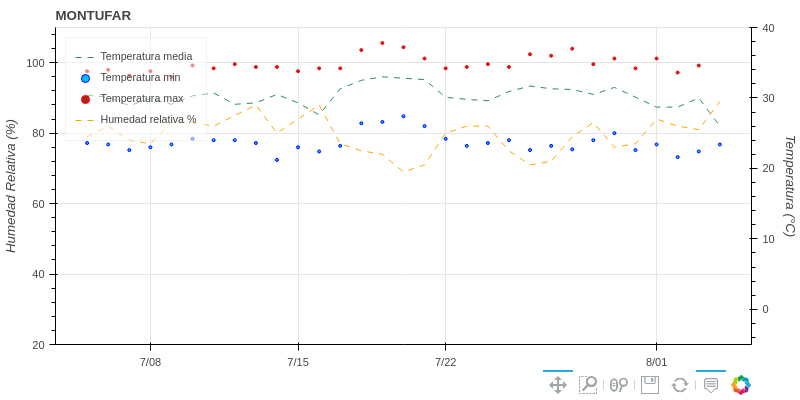 MONTUFAR
Temperatura media
Temperatura min
Temperatura max
Humedad relativa %
Humedad Relativa (%)
100
80
60
40
20
Temperatura (°C)
40
30
20
10
0
7/08
7/15
7/22
8/01